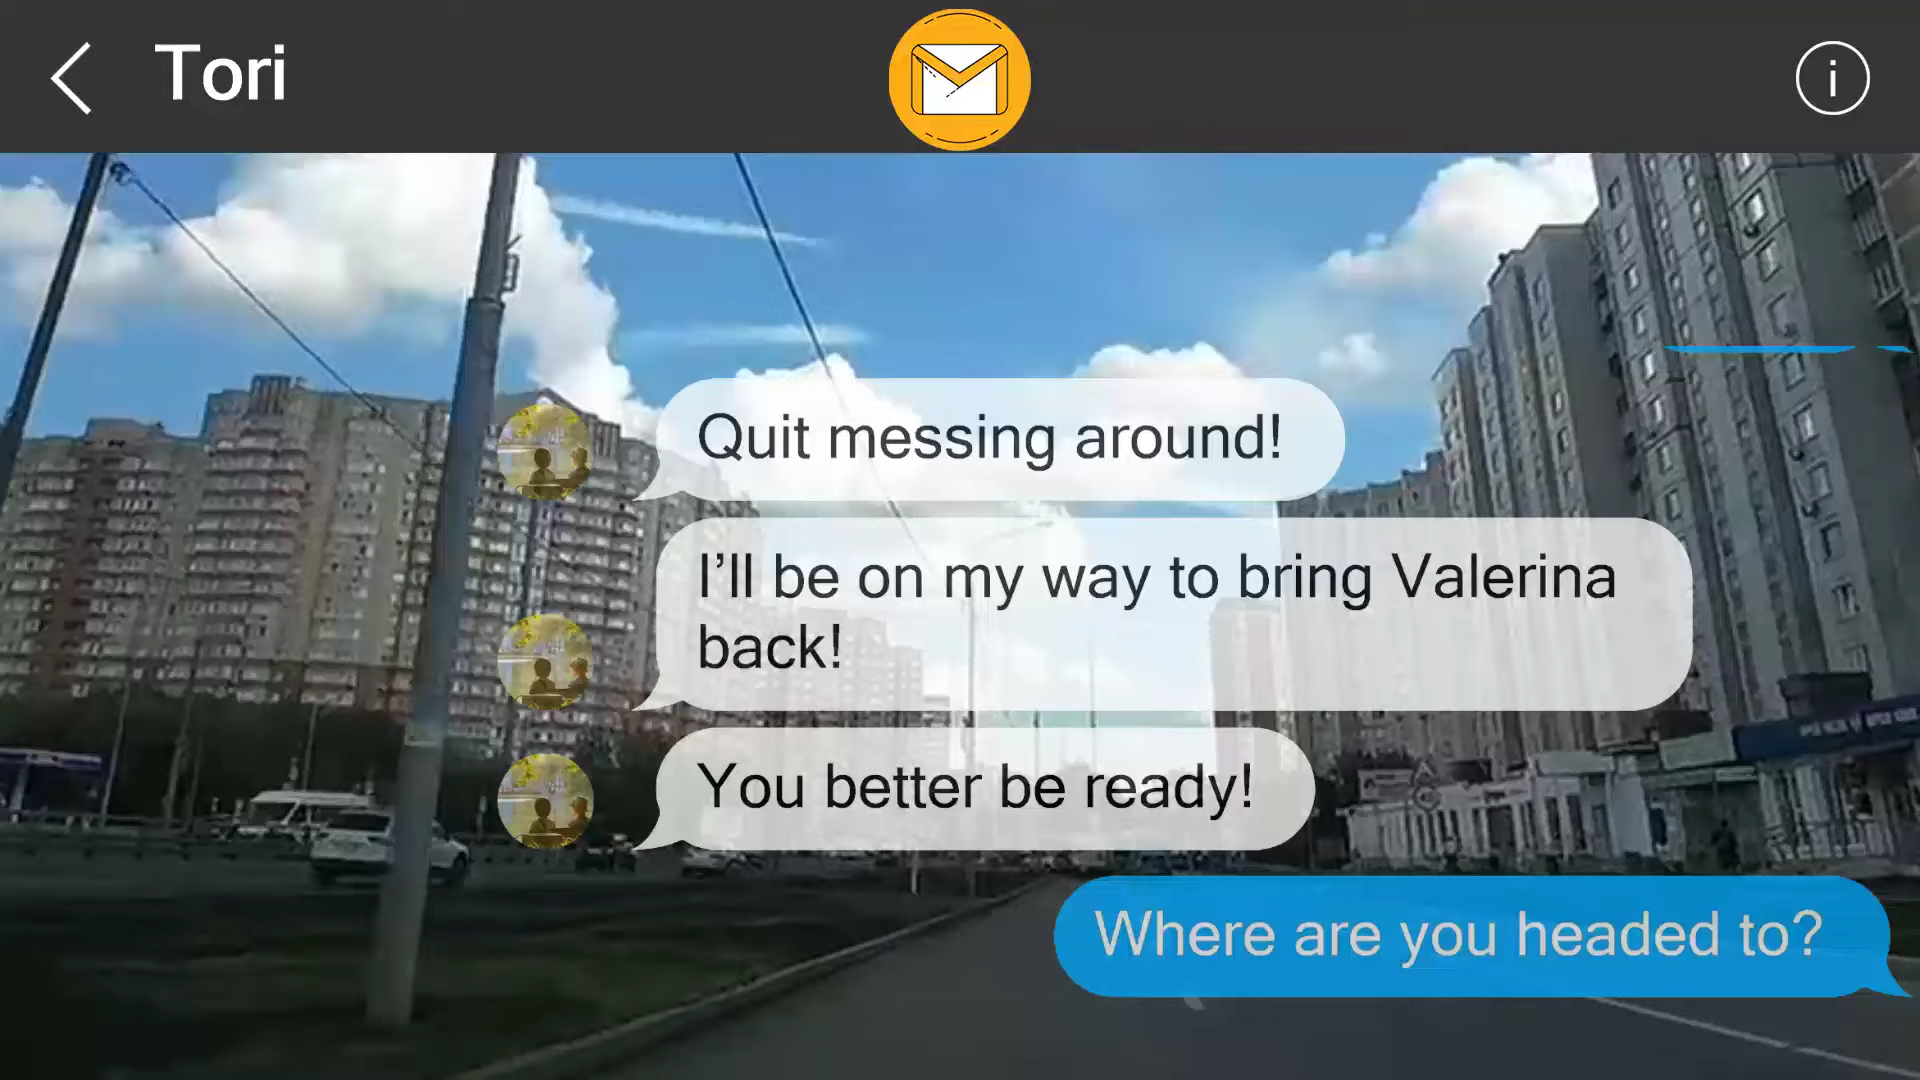 Tori
Quit messing around!
I’ll be on my way to bring Valerina
back!
You better be ready!
Where are you headed to?